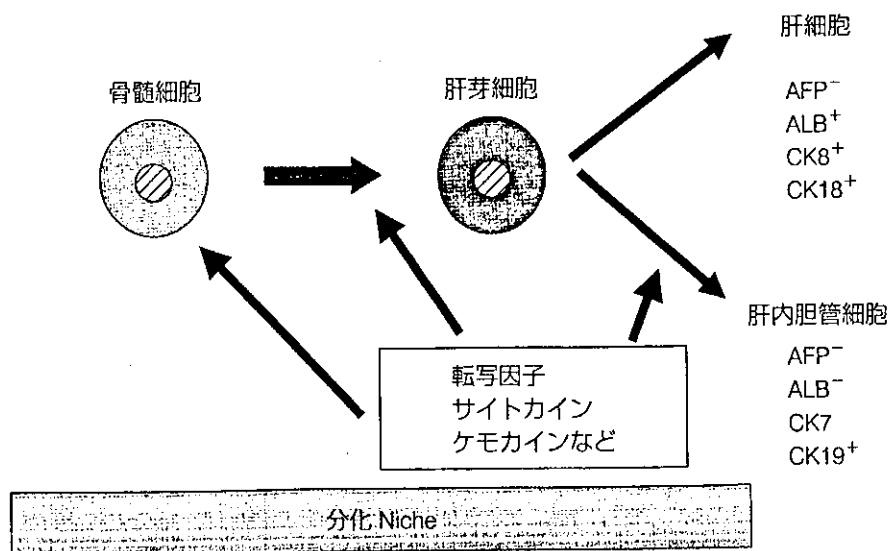 骨髄細胞
肝芽細胞
肝細胞
AFP⁻
ALB⁺
CK8⁺
CK18⁺
肝内胆管細胞
AFP⁻
ALB⁻
CK7
CK19⁺
転写因子
サイトカイン
ケモカインなど
分化 Niche